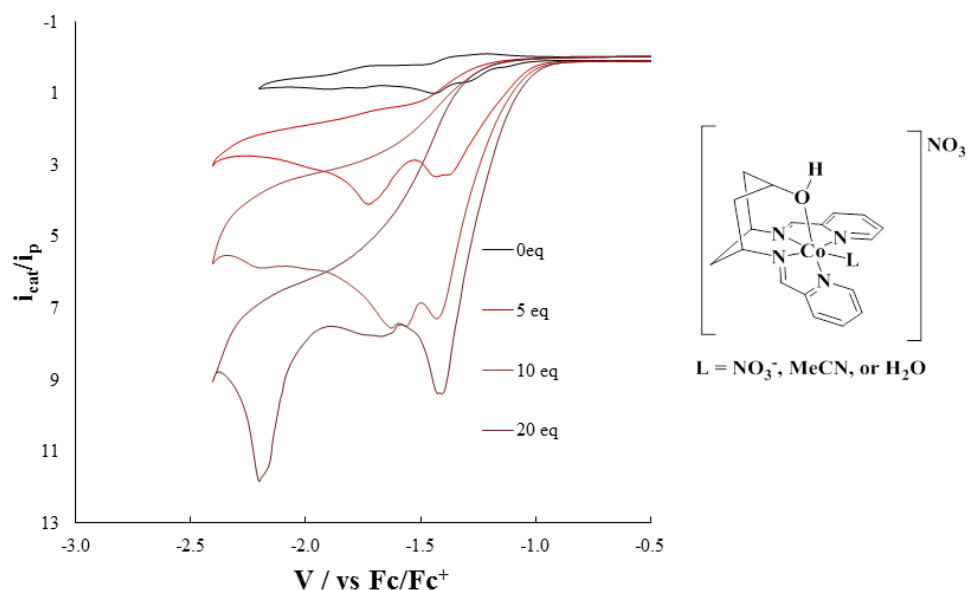 -1
1
3
5
7
9
11
13
-3.0 -2.5 -2.0 -1.5 -1.0 -0.5
i_cat/i_p
V / vs Fc/Fc⁺
0eq
5 eq
10 eq
20 eq
NO₃
H
O
N N
Co
N L
N
L = NO₃⁻, MeCN, or H₂O